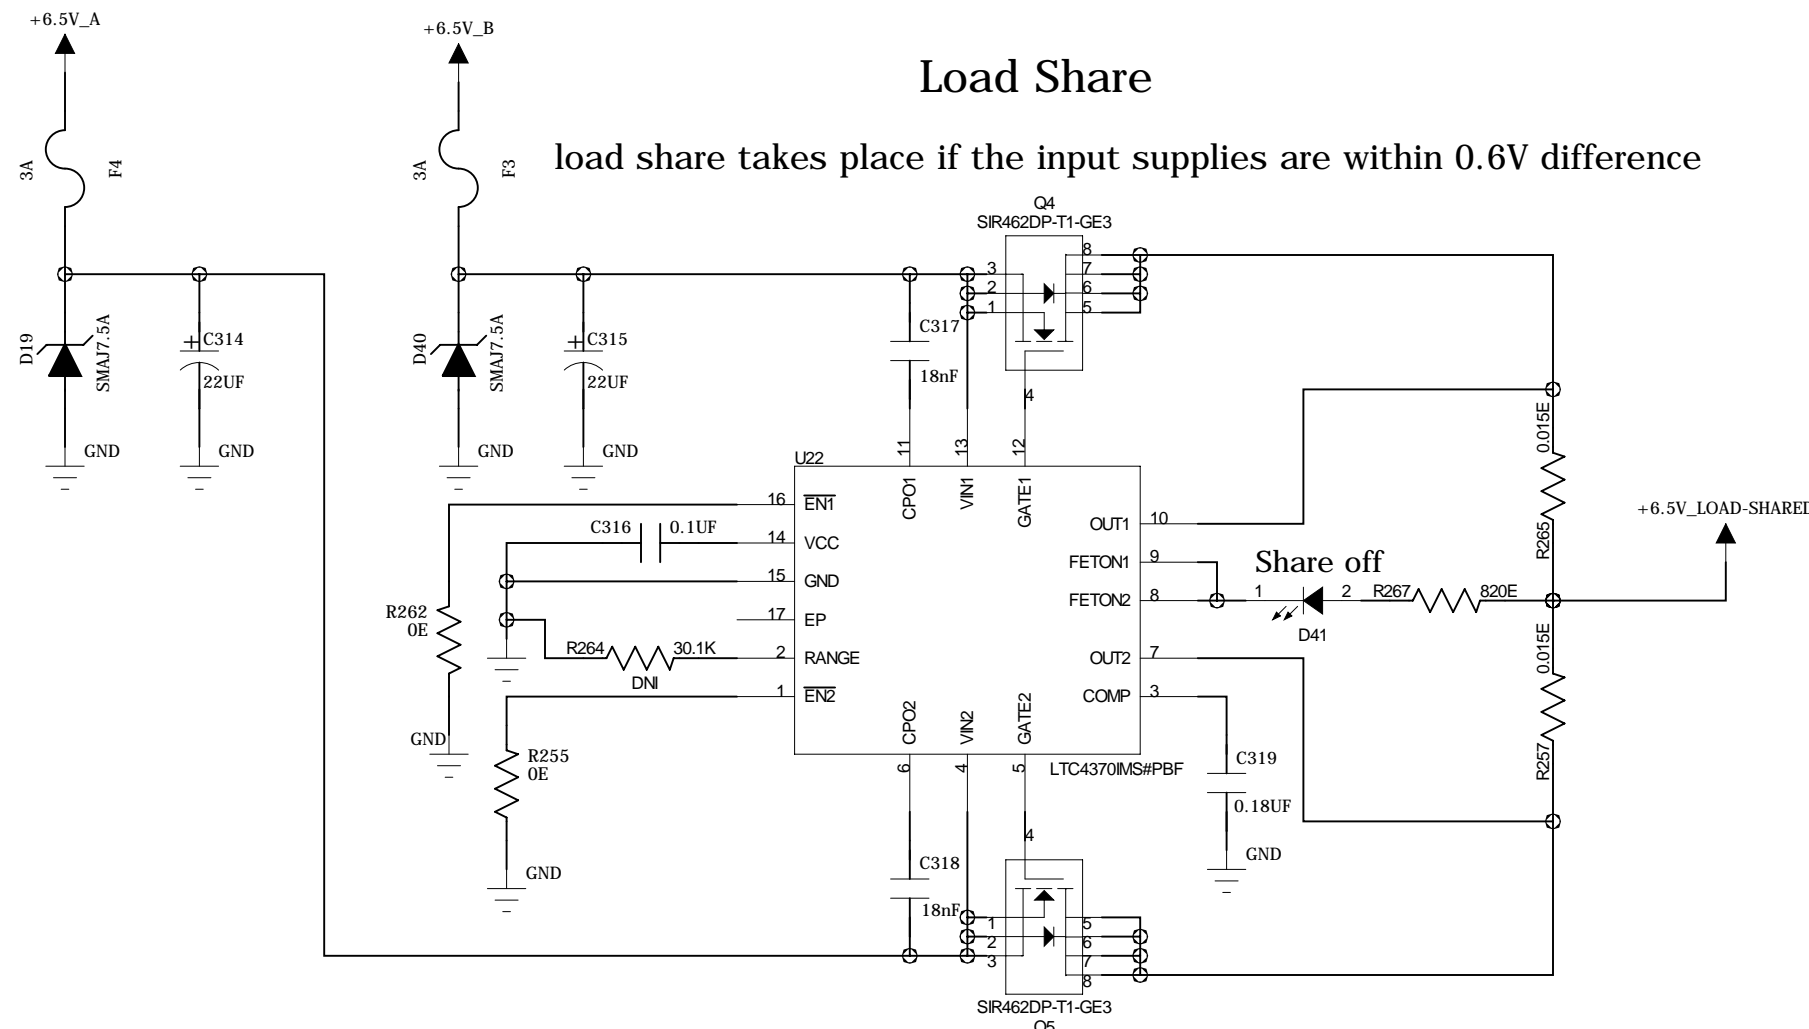 +6.5V_A
+6.5V_B
Load Share
load share takes place if the input supplies are within 0.6V difference
3A
F4
3A
F3
Q4
SIR462DP-T1-GE3
3
2
1
8
7
6
5
4
D19
SMAJ7.5A
C314
22UF
D40
SMAJ7.5A
C315
22UF
C317
18nF
GND
GND
GND
GND
11
13
12
U22
CPO1
VIN1
GATE1
16
EN1
C316
0.1UF
14
VCC
15
GND
17
EP
R264
30.1K
DNI
2
RANGE
1
EN2
R262
0E
GND
R255
0E
GND
OUT1
10
FETON1
9
FETON2
8
OUT2
7
COMP
3
Share off
1
2
D41
R267
820E
0.015E
R265
+6.5V_LOAD-SHARED
0.015E
R257
CPO2
VIN2
GATE2
6
4
5
LTC4370IMS#PBF
C319
0.18UF
GND
C318
18nF
4
1
2
3
5
6
7
8
SIR462DP-T1-GE3
Q5